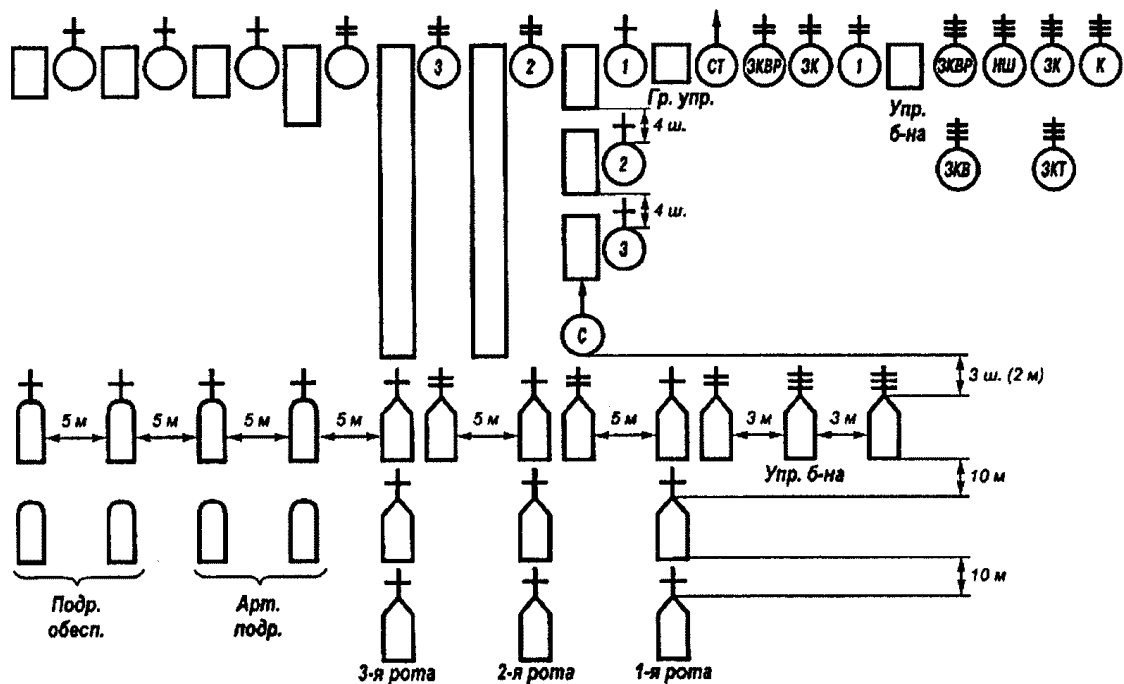 3 2 1 СТ ЗКВР ЗК 1 ЗКВР НШ ЗК К
Гр. упр.
Упр.
б-на
4 ш.
2
ЗКВ ЗКТ
4 ш.
3
С
3 ш. (2 м)
5 м 5 м 5 м 5 м 5 м 5 м 3 м 3 м
Упр. б-на
10 м
10 м
Подр.
обесп.
Арт.
подр.
3-я рота 2-я рота 1-я рота